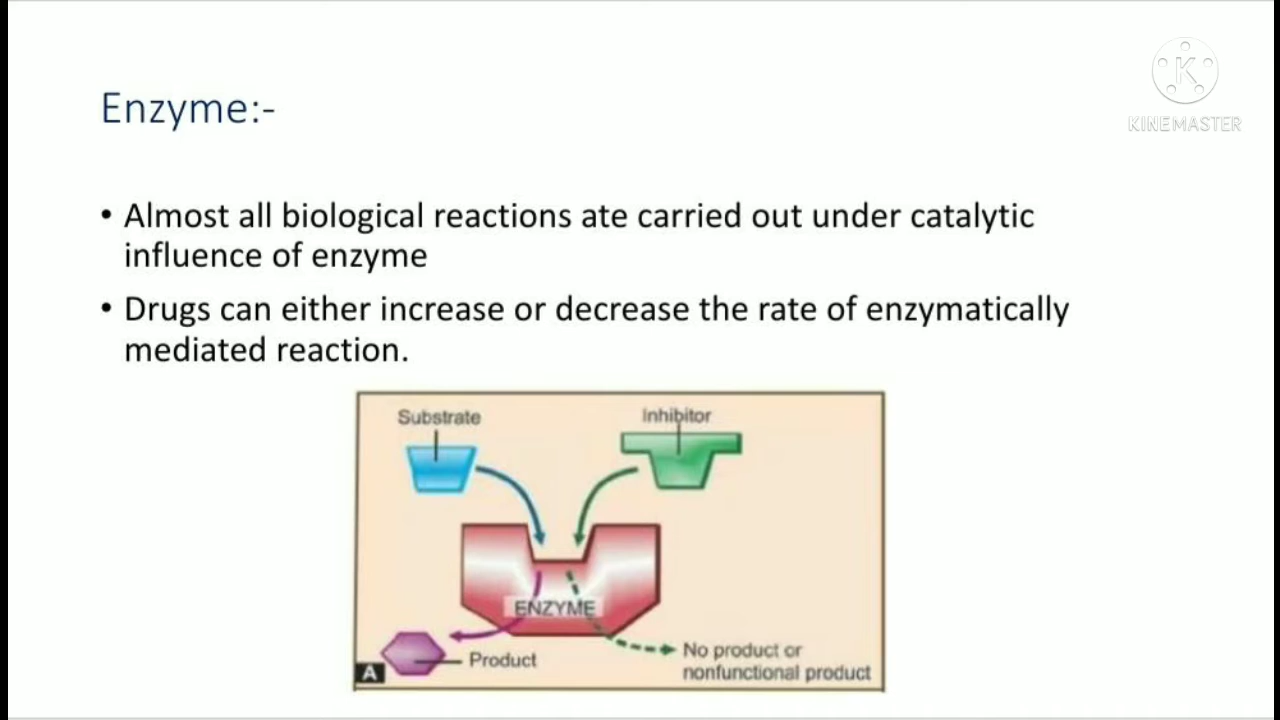 KINEMASTER
Enzyme:-
• Almost all biological reactions ate carried out under catalytic
influence of enzyme
• Drugs can either increase or decrease the rate of enzymatically
mediated reaction.
Substrate
Inhibitor
ENZYME
Product
No product or
nonfunctional product
A